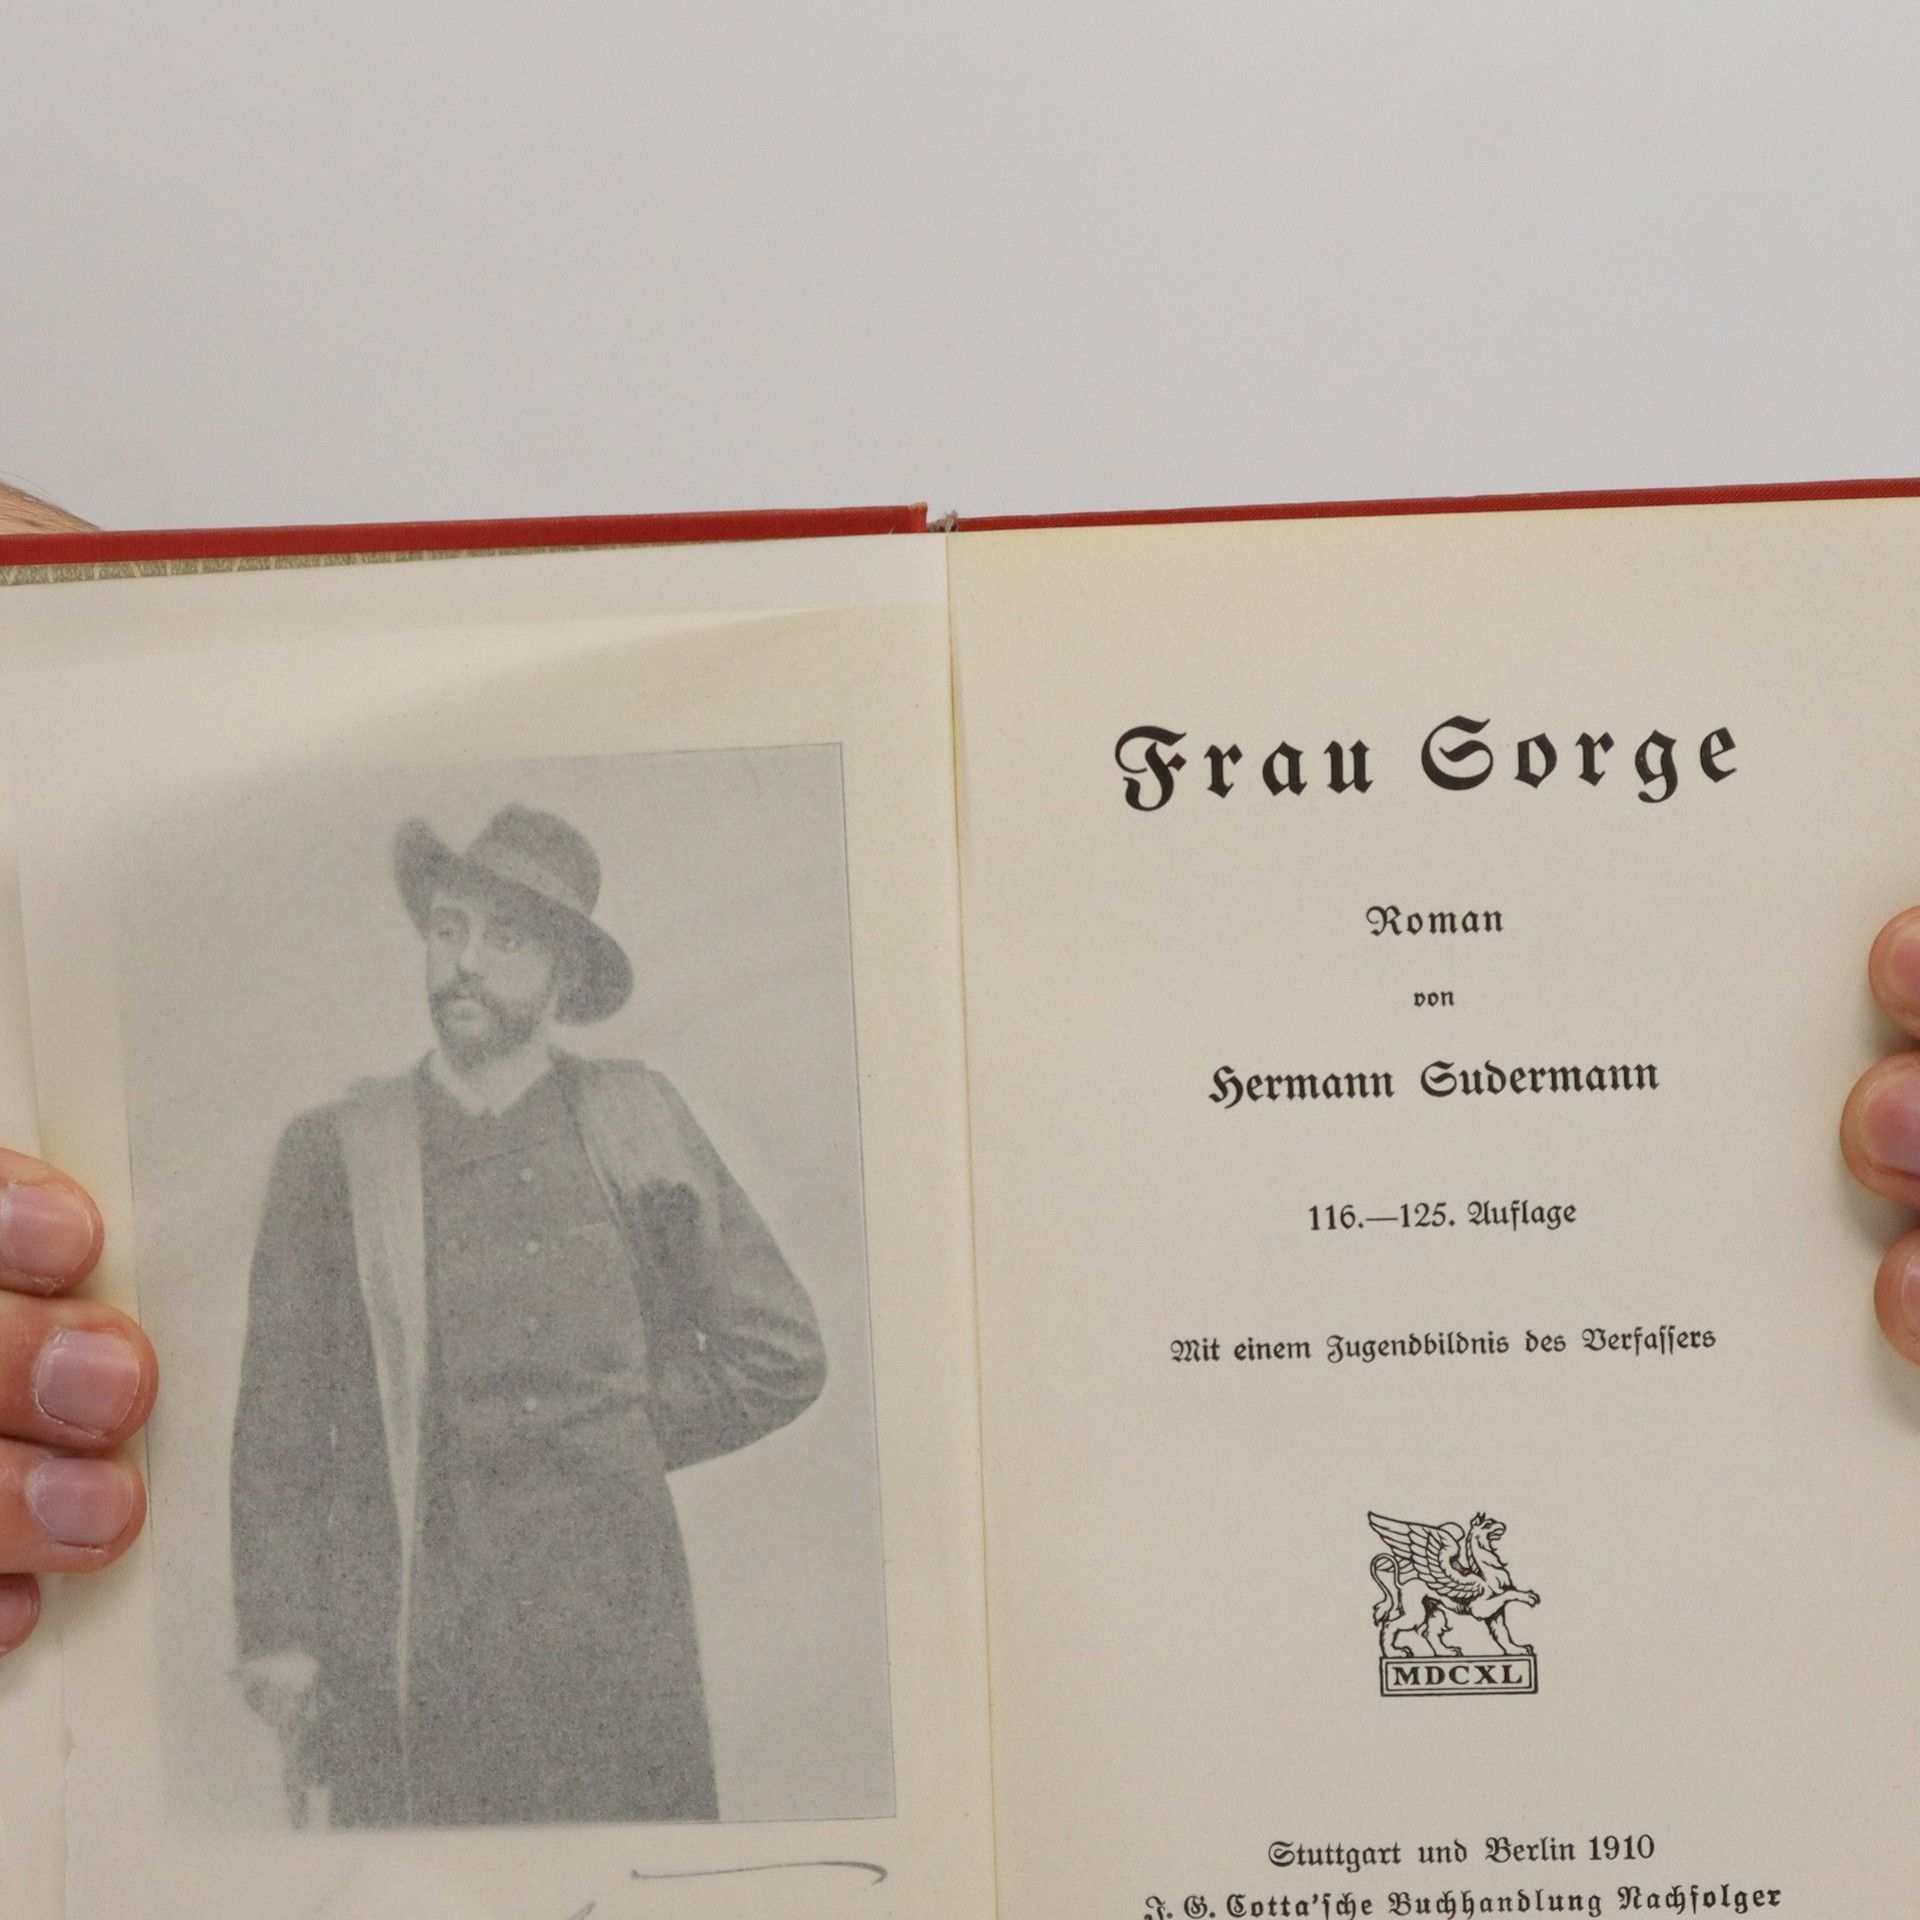 Frau Sorge
Roman
von
Hermann Sudermann
116.—125. Auflage
Mit einem Jugendbildnis des Verfassers
MDCXL
Stuttgart und Berlin 1910
J. G. Cotta'sche Buchhandlung Nachfolger